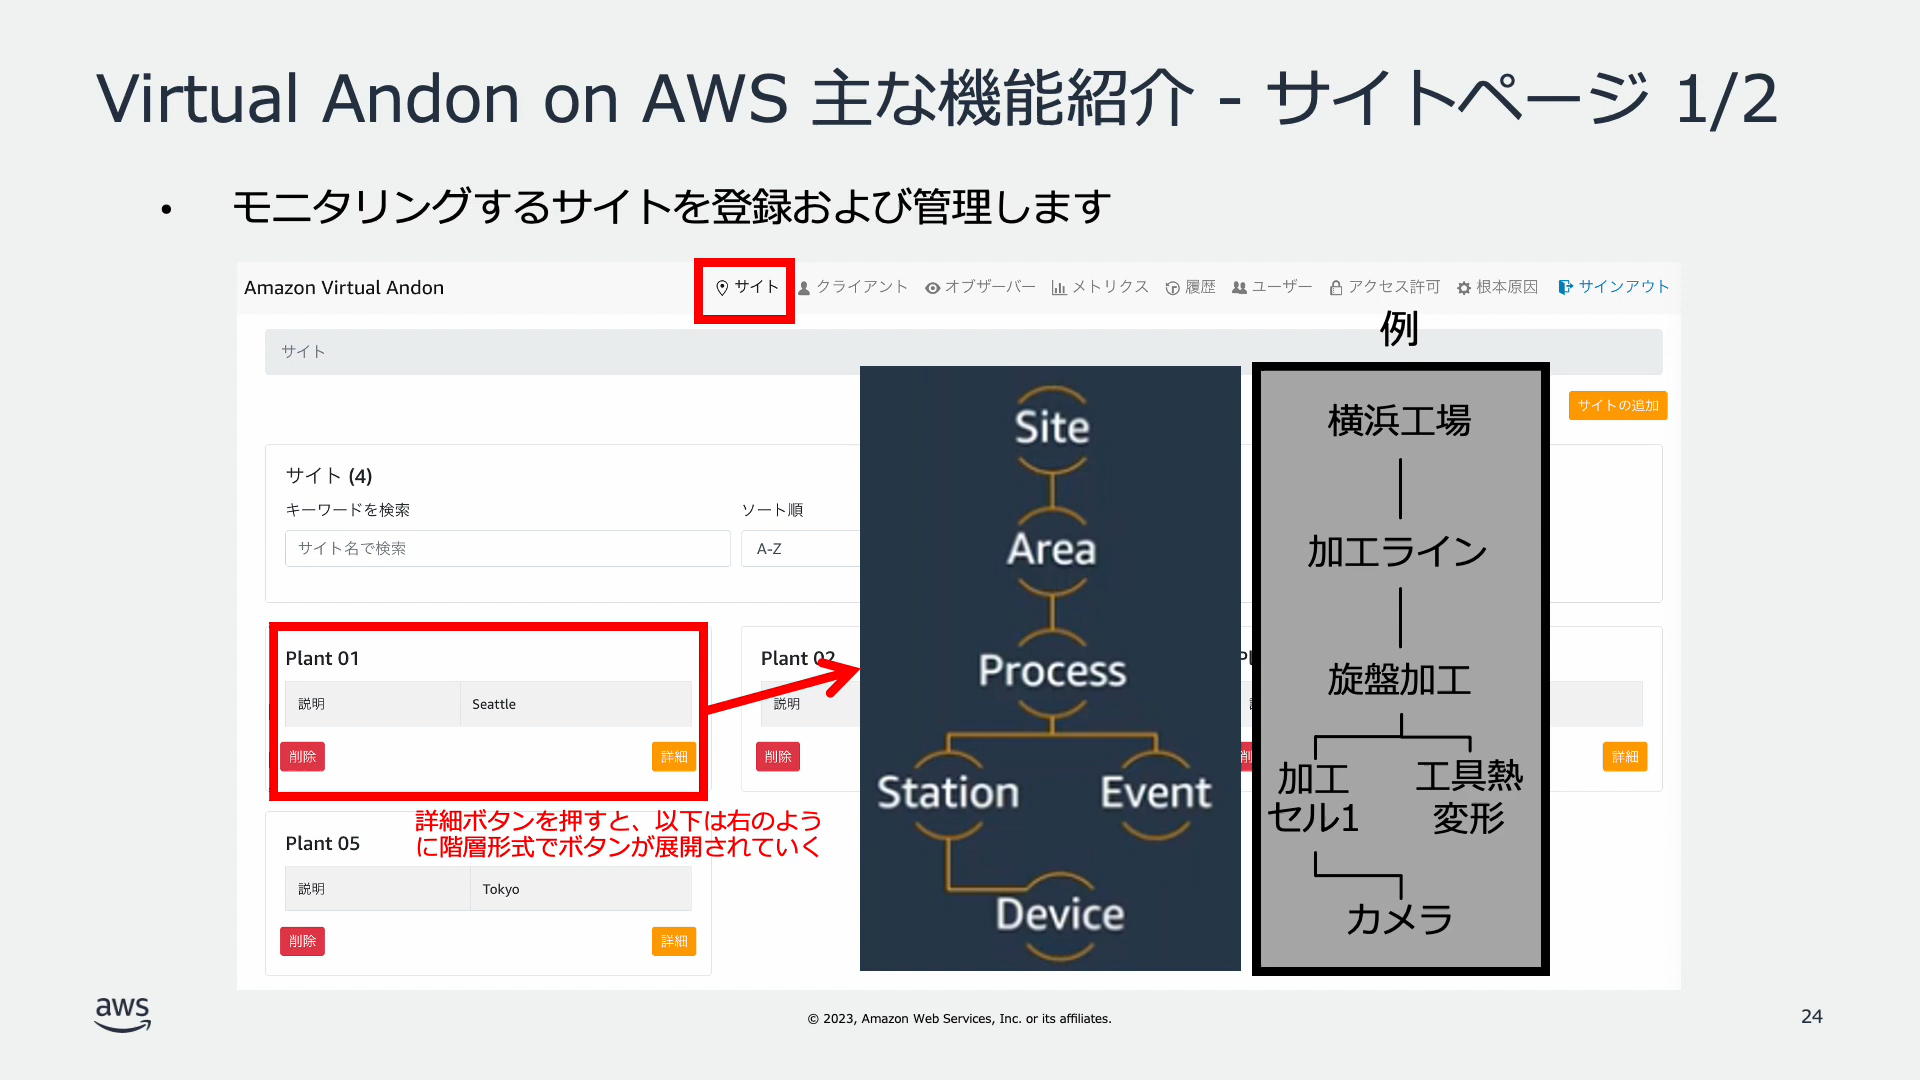 Virtual Andon on AWS 主な機能紹介 - サイトページ 1/2
• モニタリングするサイトを登録および管理します
Amazon Virtual Andon
サイト
クライアント
オブザーバー
メトリクス
履歴
ユーザー
アクセス許可
根本原因
サインアウト
サイト
サイトの追加
サイト (4)
キーワードを検索
サイト名で検索
ソート順
A-Z
Plant 01
説明
Seattle
削除
詳細
Plant 02
説明
削除
詳細
詳細ボタンを押すと、以下は右のよう
に階層形式でボタンが展開されていく
Plant 05
説明
Tokyo
削除
詳細
Site
Area
Process
Station
Event
Device
例
横浜工場
加工ライン
旋盤加工
加工
セル1
工具熱
変形
カメラ
aws
© 2023, Amazon Web Services, Inc. or its affiliates.
24